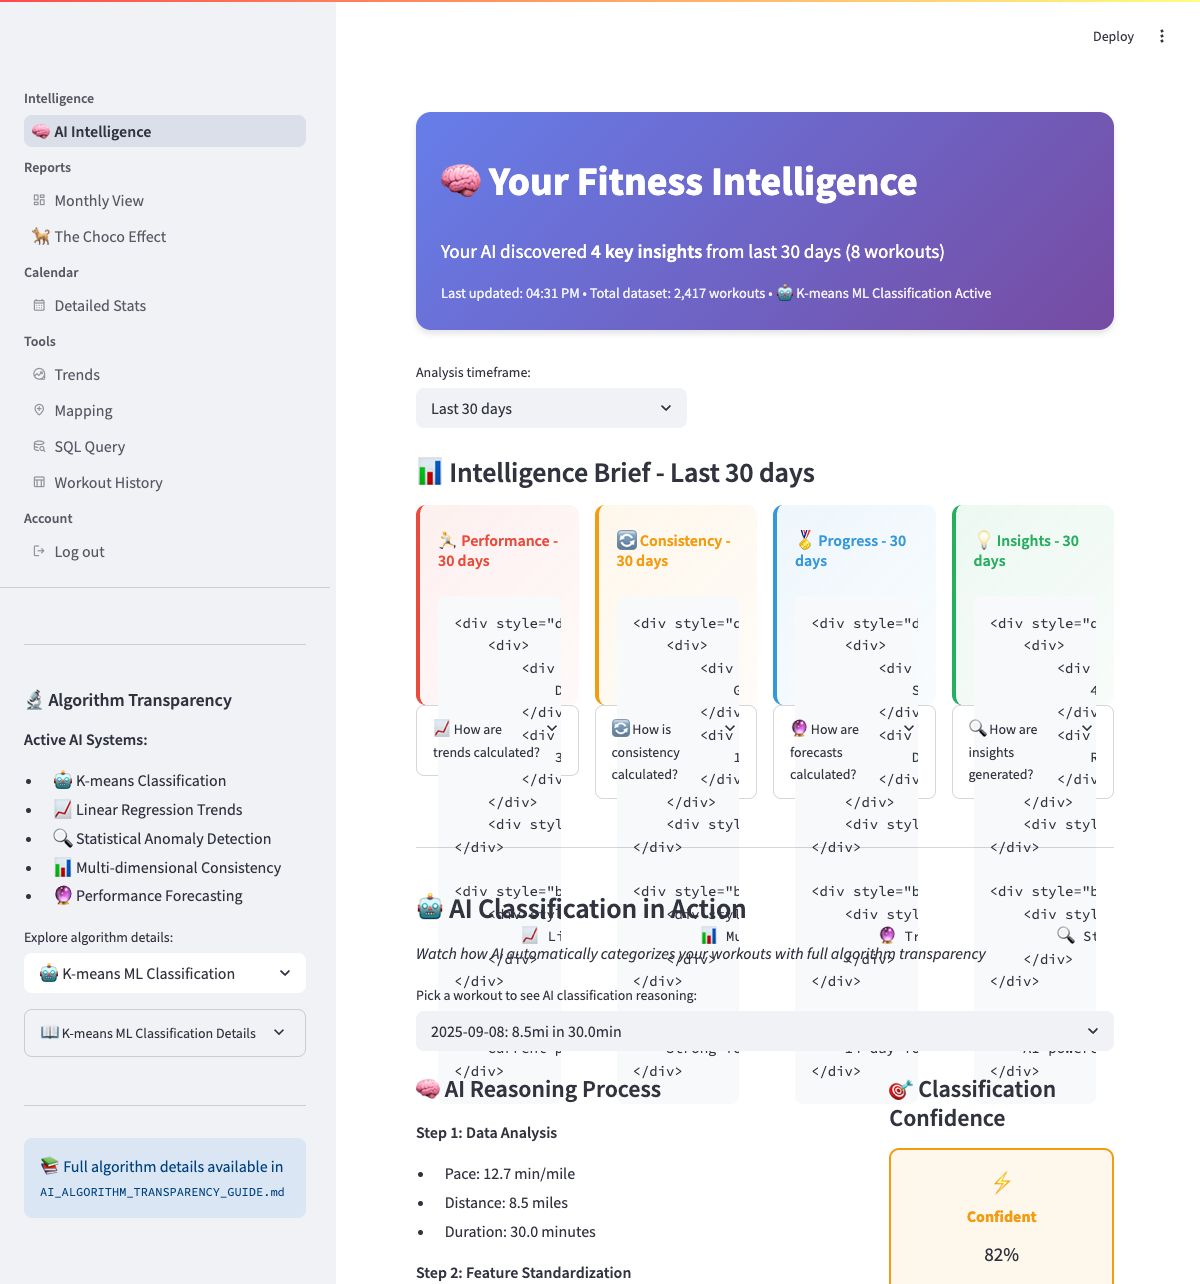 Deploy
Intelligence
🧠 AI Intelligence
Reports
Monthly View
🐕 The Choco Effect
Calendar
Detailed Stats
Tools
Trends
Mapping
SQL Query
Workout History
Account
Log out
🔬 Algorithm Transparency
Active AI Systems:
• 🤖 K-means Classification
• 📈 Linear Regression Trends
• 🔍 Statistical Anomaly Detection
• 📊 Multi-dimensional Consistency
• 🔮 Performance Forecasting
Explore algorithm details:
🤖 K-means ML Classification
📖 K-means ML Classification Details
📚 Full algorithm details available in
AI_ALGORITHM_TRANSPARENCY_GUIDE.md
🧠 Your Fitness Intelligence
Your AI discovered 4 key insights from last 30 days (8 workouts)
Last updated: 04:31 PM • Total dataset: 2,417 workouts • 🤖 K-means ML Classification Active
Analysis timeframe:
Last 30 days
📊 Intelligence Brief - Last 30 days
🏃 Performance -
30 days
<div style="d
<div>
<div
D
</div
<div
3
</div
</div>
<div styl
</div>
<div style="b
<div styl
📈 Li
</div>
</div>
</div>
📈 How are
trends calculated?
🔄 Consistency -
30 days
<div style="d
<div>
<div
G
</div
<div
1
</div
</div>
<div styl
</div>
<div style="b
<div styl
📊 Mu
</div>
</div>
</div>
🔄 How is
consistency
calculated?
🏅 Progress - 30
days
<div style="d
<div>
<div
S
</div
<div
D
</div
</div>
<div styl
</div>
<div style="b
<div styl
🔮 Tr
</div>
</div>
</div>
🔮 How are
forecasts
calculated?
💡 Insights - 30
days
<div style="d
<div>
<div
4
</div
<div
R
</div
</div>
<div styl
</div>
<div style="b
<div styl
🔍 St
</div>
</div>
</div>
🔍 How are
insights
generated?
🤖 AI Classification in Action
Watch how AI automatically categorizes your workouts with full algorithm transparency
Pick a workout to see AI classification reasoning:
2025-09-08: 8.5mi in 30.0min
🧠 AI Reasoning Process
Step 1: Data Analysis
• Pace: 12.7 min/mile
• Distance: 8.5 miles
• Duration: 30.0 minutes
Step 2: Feature Standardization
🎯 Classification
Confidence
⚡
Confident
82%